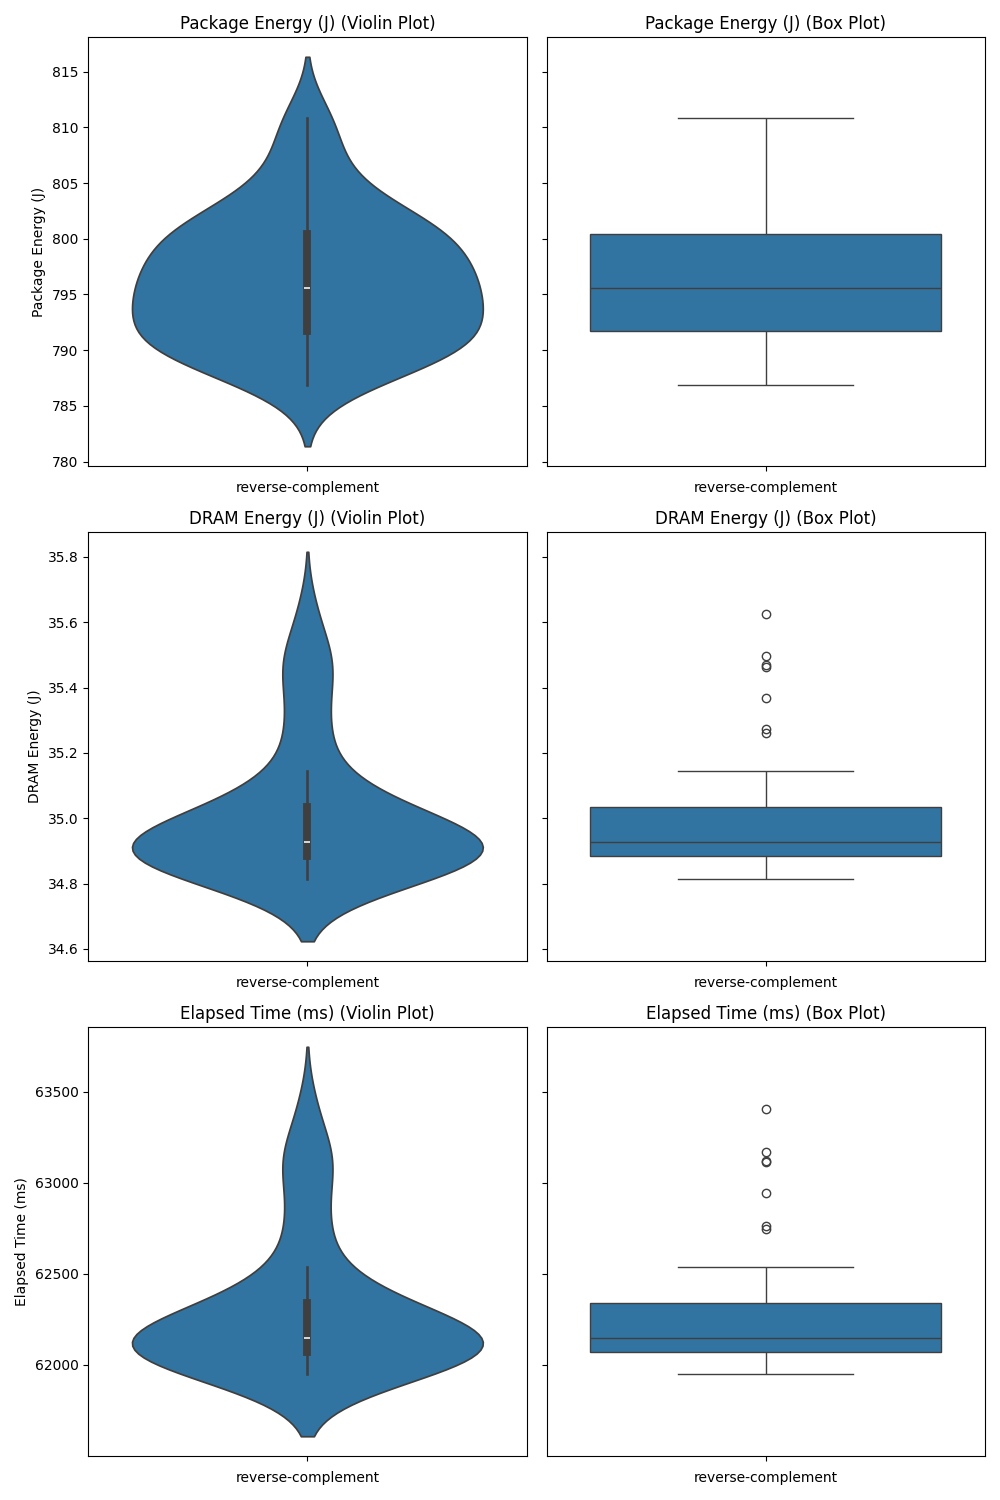 Package Energy (J) (Violin Plot)
Package Energy (J) (Box Plot)
815
810
805
800
795
790
785
780
Package Energy (J)
reverse-complement
reverse-complement
DRAM Energy (J) (Violin Plot)
DRAM Energy (J) (Box Plot)
35.8
35.6
35.4
35.2
35.0
34.8
34.6
DRAM Energy (J)
reverse-complement
reverse-complement
Elapsed Time (ms) (Violin Plot)
Elapsed Time (ms) (Box Plot)
63500
63000
62500
62000
Elapsed Time (ms)
reverse-complement
reverse-complement